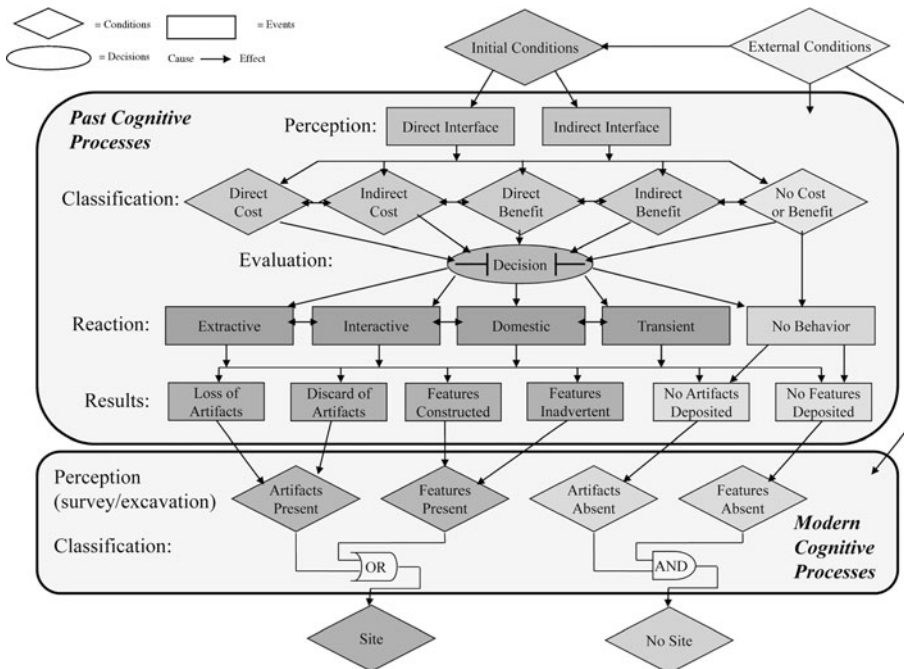 = Conditions
= Events
= Decisions
Cause
Effect
Initial Conditions
External Conditions
Past Cognitive
Processes
Perception:
Direct Interface
Indirect Interface
Classification:
Direct
Cost
Indirect
Cost
Direct
Benefit
Indirect
Benefit
No Cost
or Benefit
Evaluation:
Decision
Reaction:
Extractive
Interactive
Domestic
Transient
No Behavior
Results:
Loss of
Artifacts
Discard of
Artifacts
Features
Constructed
Features
Inadvertent
No Artifacts
Deposited
No Features
Deposited
Perception
(survey/excavation)
Artifacts
Present
Features
Present
Artifacts
Absent
Features
Absent
Classification:
Modern
Cognitive
Processes
OR
AND
Site
No Site